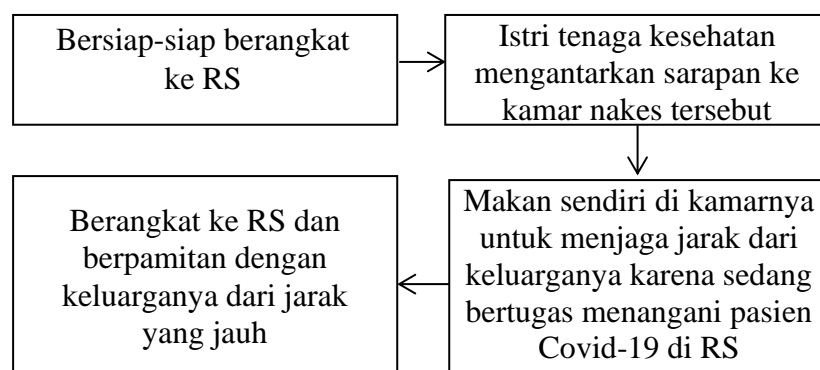 Bersiap-siap berangkat
ke RS
Istri tenaga kesehatan
mengantarkan sarapan ke
kamar nakes tersebut
Makan sendiri di kamarnya
untuk menjaga jarak dari
keluarganya karena sedang
bertugas menangani pasien
Covid-19 di RS
Berangkat ke RS dan
berpamitan dengan
keluarganya dari jarak
yang jauh